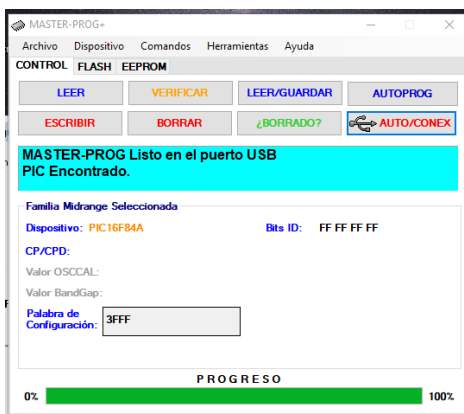 MASTER-PROG+
Archivo Dispositivo Comandos Herramientas Ayuda
CONTROL FLASH EEPROM
LEER VERIFICAR LEER/GUARDAR AUTOPROG
ESCRIBIR BORRAR ¿BORRADO? AUTO/CONEX
MASTER-PROG Listo en el puerto USB
PIC Encontrado.
Familia Midrange Seleccionada
Dispositivo: PIC16F84A Bits ID: FF FF FF FF
CP/CPD:
Valor OSCCAL:
Valor BandGap:
Palabra de
Configuración: 3FFF
PROGRESO
0% 100%